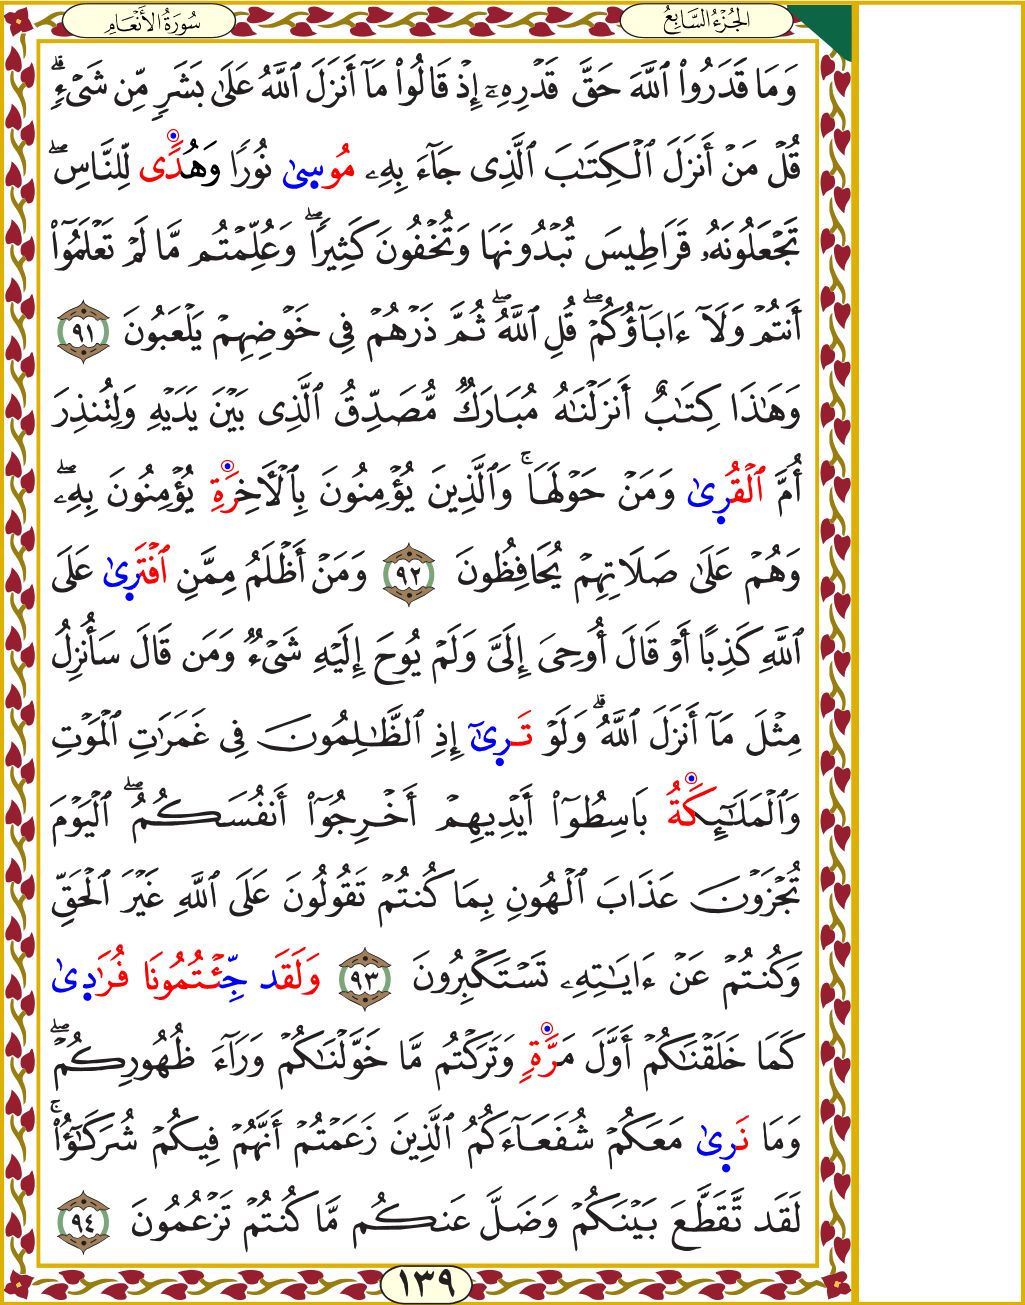 الجُزْءُ السَّابِعُ
سُورَةُ الأَنْعَامِ
وَمَا قَدَرُوا۟ ٱللَّهَ حَقَّ قَدْرِهِۦٓ إِذْ قَالُوا۟ مَآ أَنزَلَ ٱللَّهُ عَلَىٰ بَشَرٍ مِّن شَىْءٍۗ
قُلْ مَنْ أَنزَلَ ٱلْكِتَـٰبَ ٱلَّذِى جَآءَ بِهِۦ مُوسِىٰ نُورًا وَهُدًى لِّلنَّاسِۖ
تَجْعَلُونَهُۥ قَرَاطِيسَ تُبْدُونَهَا وَتُخْفُونَ كَثِيرًاۖ وَعُلِّمْتُم مَّا لَمْ تَعْلَمُوٓا۟
أَنتُمْ وَلَآ ءَابَآؤُكُمْۖ قُلِ ٱللَّهُۖ ثُمَّ ذَرْهُمْ فِى خَوْضِهِمْ يَلْعَبُونَ ٩١
وَهَـٰذَا كِتَـٰبٌ أَنزَلْنَـٰهُ مُبَارَكٌ مُّصَدِّقُ ٱلَّذِى بَيْنَ يَدَيْهِ وَلِتُنذِرَ
أُمَّ ٱلْقُرِىٰ وَمَنْ حَوْلَهَاۚ وَٱلَّذِينَ يُؤْمِنُونَ بِٱلْـَٔاخِرَةِ يُؤْمِنُونَ بِهِۦۖ
وَهُمْ عَلَىٰ صَلَاتِهِمْ يُحَافِظُونَ ٩٢ وَمَنْ أَظْلَمُ مِمَّنِ ٱفْتَرِىٰ عَلَى
ٱللَّهِ كَذِبًا أَوْ قَالَ أُوحِىَ إِلَىَّ وَلَمْ يُوحَ إِلَيْهِ شَىْءٌ وَمَن قَالَ سَأُنزِلُ
مِثْلَ مَآ أَنزَلَ ٱللَّهُۗ وَلَوْ تَرِىٰٓ إِذِ ٱلظَّـٰلِمُونَ فِى غَمَرَٰتِ ٱلْمَوْتِ
وَٱلْمَلَـٰٓئِكَةُ بَاسِطُوٓا۟ أَيْدِيهِمْ أَخْرِجُوٓا۟ أَنفُسَكُمُۖ ٱلْيَوْمَ
تُجْزَوْنَ عَذَابَ ٱلْهُونِ بِمَا كُنتُمْ تَقُولُونَ عَلَى ٱللَّهِ غَيْرَ ٱلْحَقِّ
وَكُنتُمْ عَنْ ءَايَـٰتِهِۦ تَسْتَكْبِرُونَ ٩٣ وَلَقَد جِّئْتُمُونَا فُرَٰدِىٰ
كَمَا خَلَقْنَـٰكُمْ أَوَّلَ مَرَّةٍ وَتَرَكْتُم مَّا خَوَّلْنَـٰكُمْ وَرَآءَ ظُهُورِكُمْۖ
وَمَا نَرِىٰ مَعَكُمْ شُفَعَآءَكُمُ ٱلَّذِينَ زَعَمْتُمْ أَنَّهُمْ فِيكُمْ شُرَكَـٰٓؤُا۟ۚ
لَقَد تَّقَطَّعَ بَيْنَكُمْ وَضَلَّ عَنكُم مَّا كُنتُمْ تَزْعُمُونَ ٩٤
١٣٩